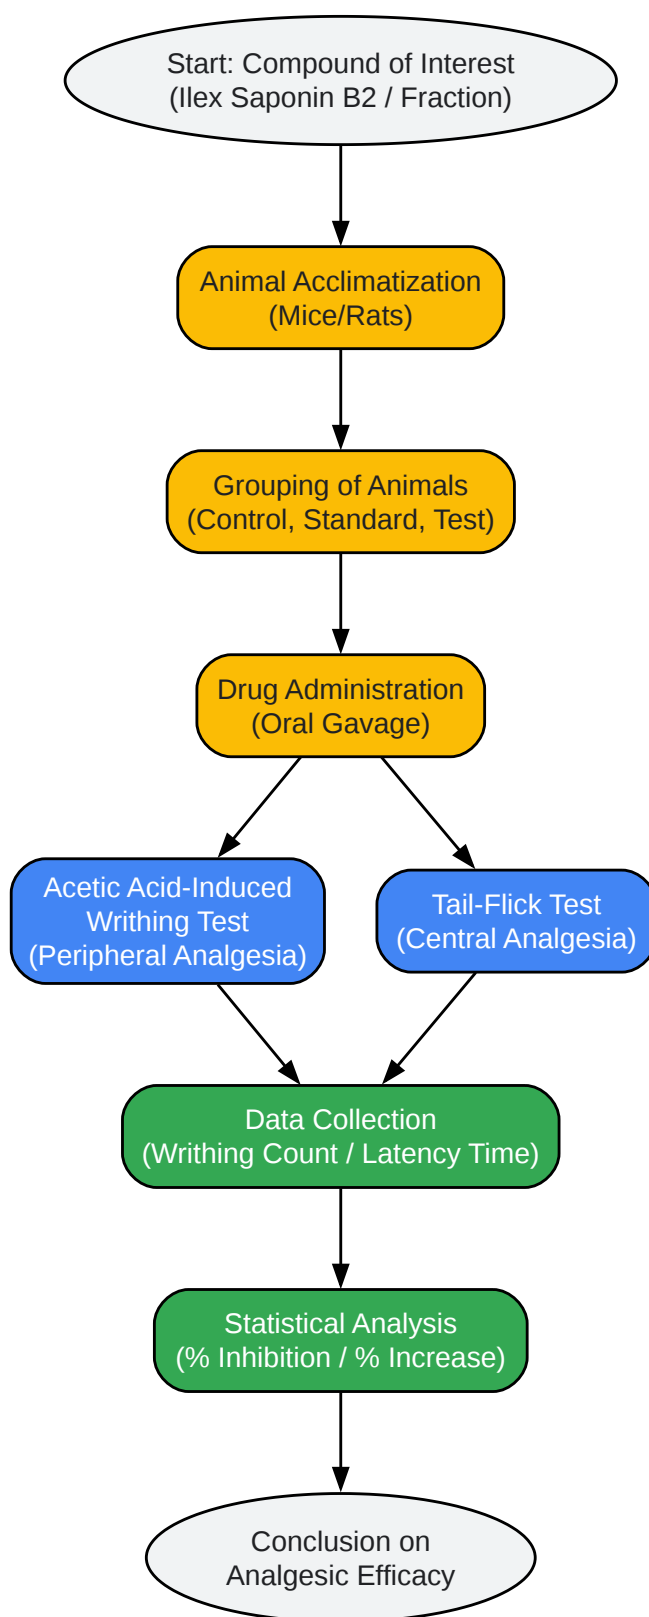 Start: Compound of Interest
(Ilex Saponin B2 / Fraction)
Animal Acclimatization
(Mice/Rats)
Grouping of Animals
(Control, Standard, Test)
Drug Administration
(Oral Gavage)
Acetic Acid-Induced
Writhing Test
(Peripheral Analgesia)
Tail-Flick Test
(Central Analgesia)
Data Collection
(Writhing Count / Latency Time)
Statistical Analysis
(% Inhibition / % Increase)
Conclusion on
Analgesic Efficacy